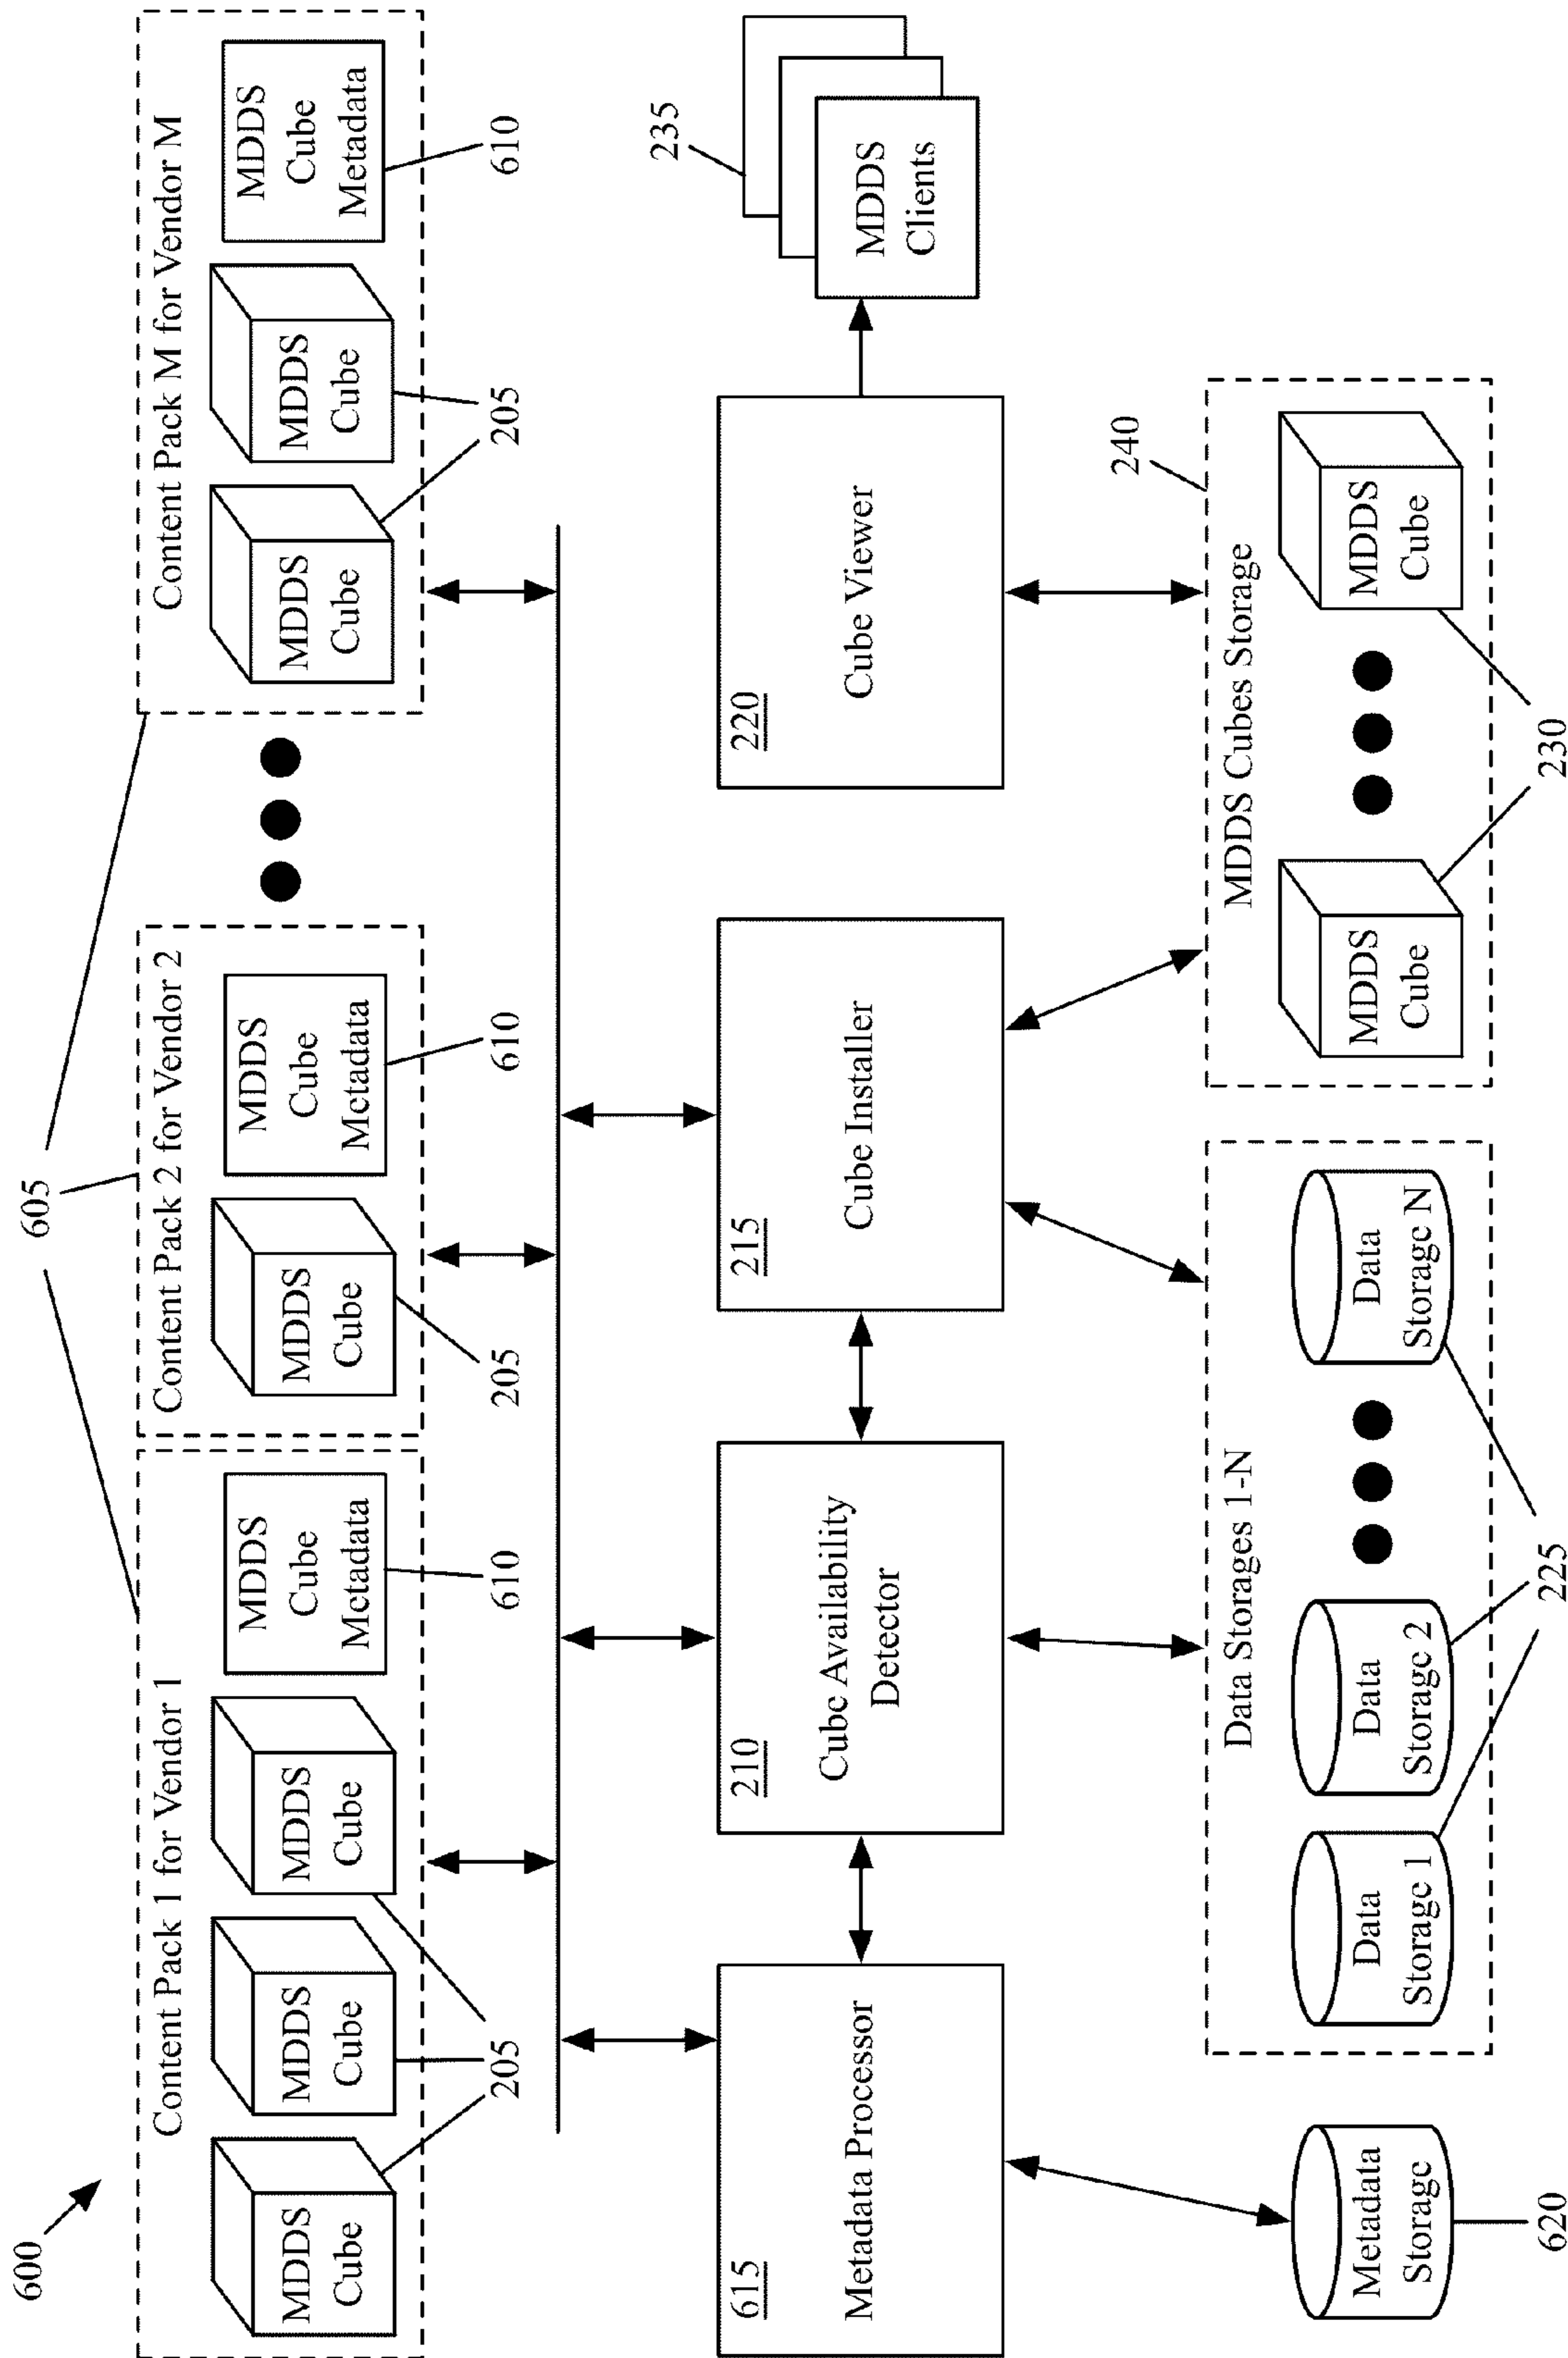 600
605
Content Pack 1 for Vendor 1
MDDS
Cube
MDDS
Cube
MDDS
Cube
MDDS
Cube
Metadata
205
610
Content Pack 2 for Vendor 2
MDDS
Cube
MDDS
Cube
Metadata
205
610
Content Pack M for Vendor M
MDDS
Cube
MDDS
Cube
MDDS
Cube
Metadata
205
610
615
Metadata Processor
210
Cube Availability
Detector
215
Cube Installer
220
Cube Viewer
235
MDDS
Clients
Metadata
Storage
620
Data Storages 1-N
Data
Storage 1
Data
Storage 2
Data
Storage N
225
240
MDDS Cubes Storage
MDDS
Cube
MDDS
Cube
230